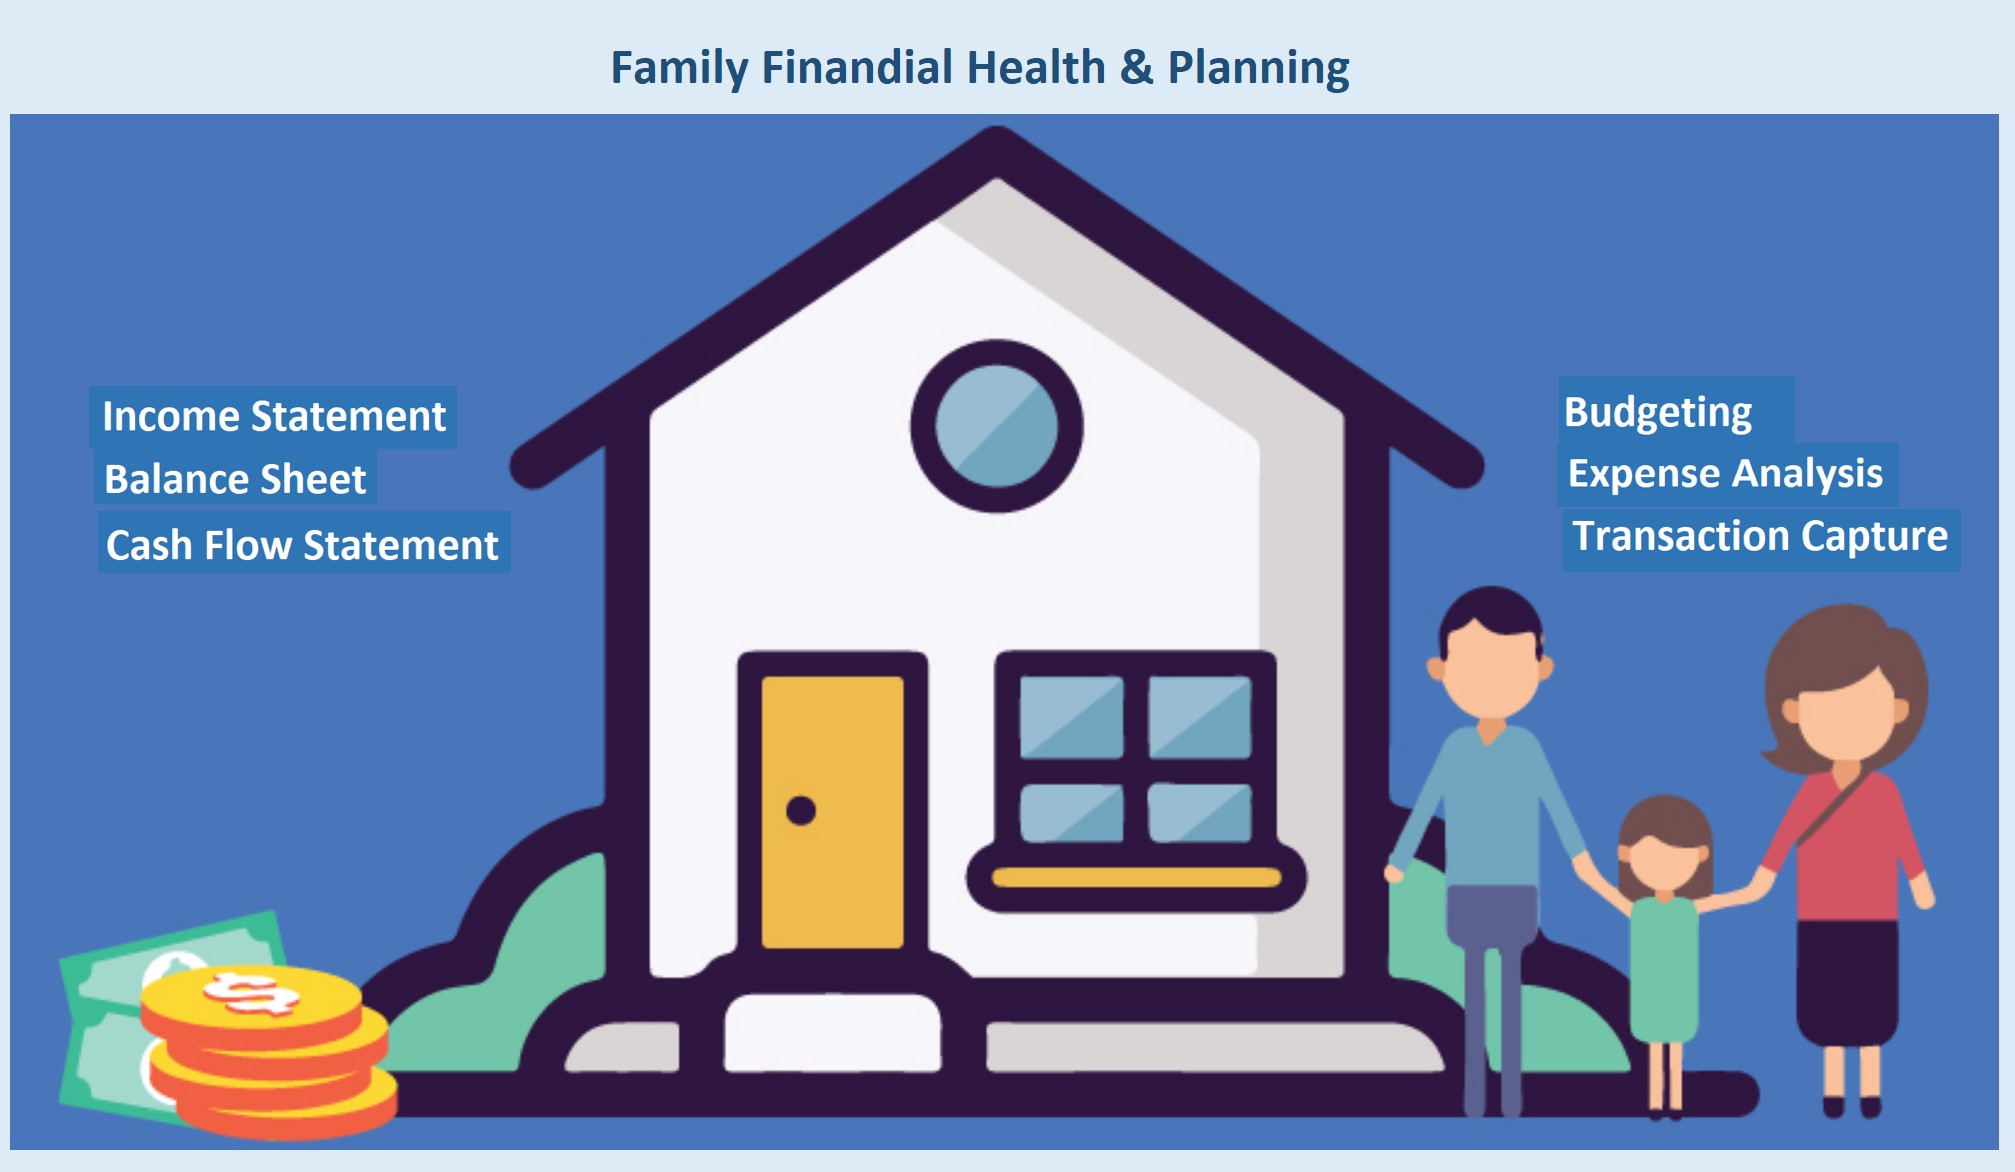 Family Finandial Health & Planning
Income Statement
Balance Sheet
Cash Flow Statement
Budgeting
Expense Analysis
Transaction Capture